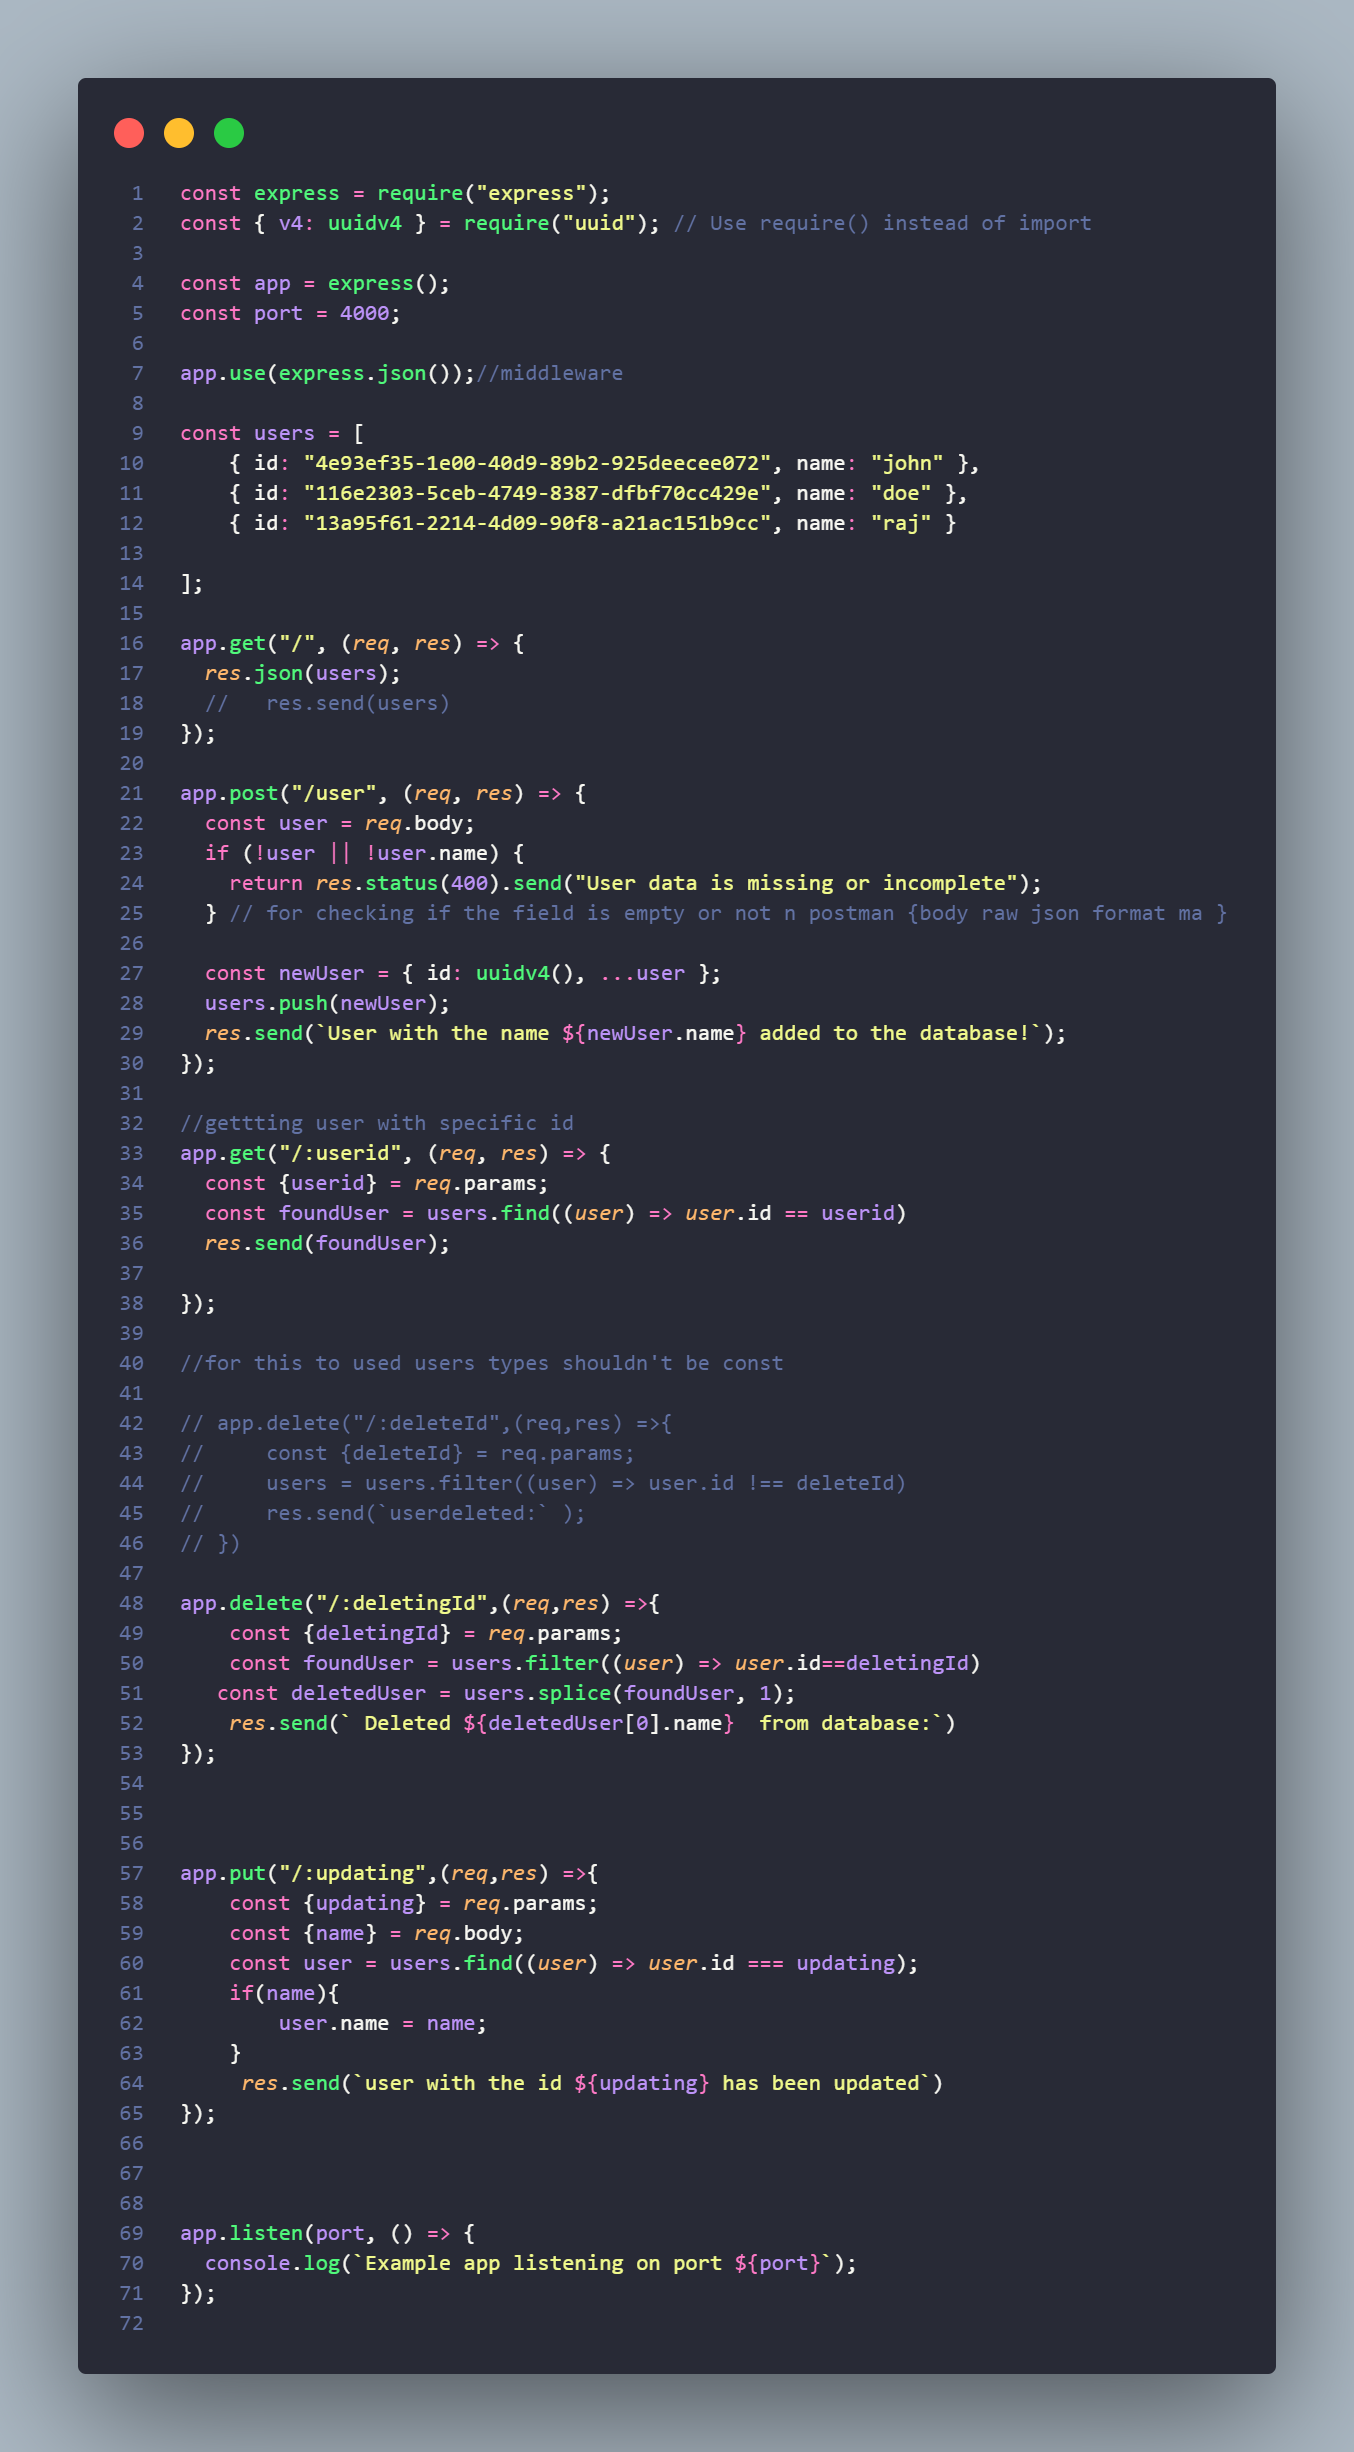 1 const express = require("express");
2 const { v4: uuidv4 } = require("uuid"); // Use require() instead of import
3
4 const app = express();
5 const port = 4000;
6
7 app.use(express.json());//middleware
8
9 const users = [
10     { id: "4e93ef35-1e00-40d9-89b2-925deecee072", name: "john" },
11     { id: "116e2303-5ceb-4749-8387-dfbf70cc429e", name: "doe" },
12     { id: "13a95f61-2214-4d09-90f8-a21ac151b9cc", name: "raj" }
13
14 ];
15
16 app.get("/", (req, res) => {
17   res.json(users);
18   //   res.send(users)
19 });
20
21 app.post("/user", (req, res) => {
22   const user = req.body;
23   if (!user || !user.name) {
24     return res.status(400).send("User data is missing or incomplete");
25   } // for checking if the field is empty or not n postman {body raw json format ma }
26
27   const newUser = { id: uuidv4(), ...user };
28   users.push(newUser);
29   res.send(`User with the name ${newUser.name} added to the database!`);
30 });
31
32 //gettting user with specific id
33 app.get("/:userid", (req, res) => {
34   const {userid} = req.params;
35   const foundUser = users.find((user) => user.id == userid)
36   res.send(foundUser);
37
38 });
39
40 //for this to used users types shouldn't be const
41
42 // app.delete("/:deleteId",(req,res) =>{
43 //     const {deleteId} = req.params;
44 //     users = users.filter((user) => user.id !== deleteId)
45 //     res.send(`userdeleted:` );
46 // })
47
48 app.delete("/:deletingId",(req,res) =>{
49     const {deletingId} = req.params;
50     const foundUser = users.filter((user) => user.id==deletingId)
51    const deletedUser = users.splice(foundUser, 1);
52     res.send(` Deleted ${deletedUser[0].name}  from database:`)
53 });
54
55
56
57 app.put("/:updating",(req,res) =>{
58     const {updating} = req.params;
59     const {name} = req.body;
60     const user = users.find((user) => user.id === updating);
61     if(name){
62         user.name = name;
63     }
64      res.send(`user with the id ${updating} has been updated`)
65 });
66
67
68
69 app.listen(port, () => {
70   console.log(`Example app listening on port ${port}`);
71 });
72